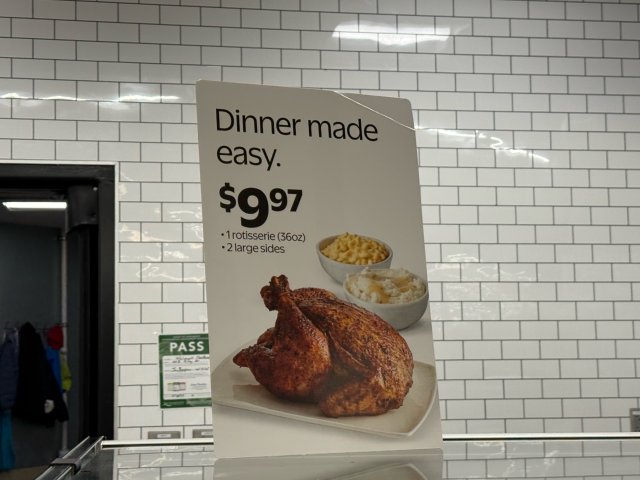 Dinner made
easy.
$9.97
• 1 rotisserie (36oz)
• 2 large sides
PASS